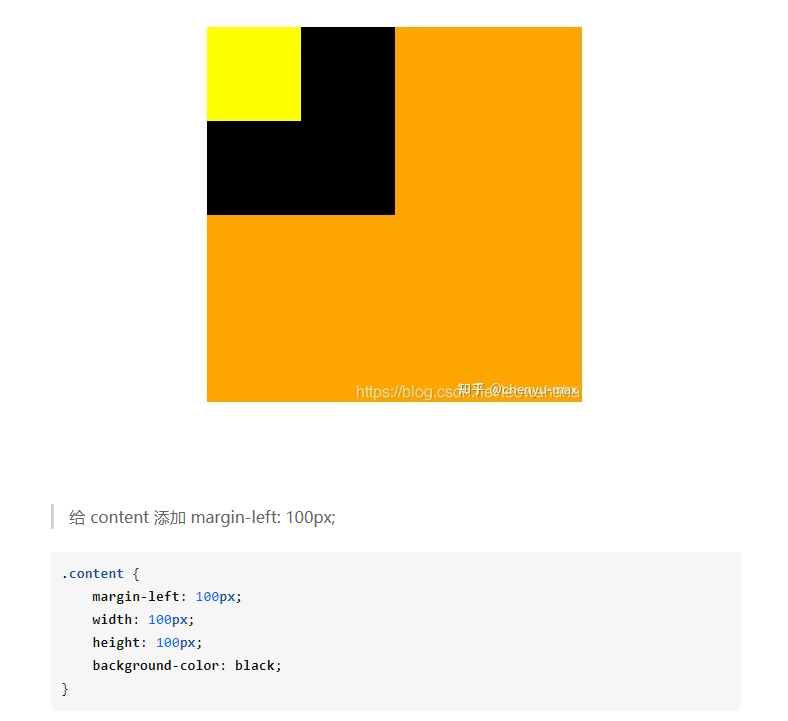 https://blog.csdn.net/
知乎 @chenyu-max
给 content 添加 margin-left: 100px;
.content {
margin-left: 100px;
width: 100px;
height: 100px;
background-color: black;
}